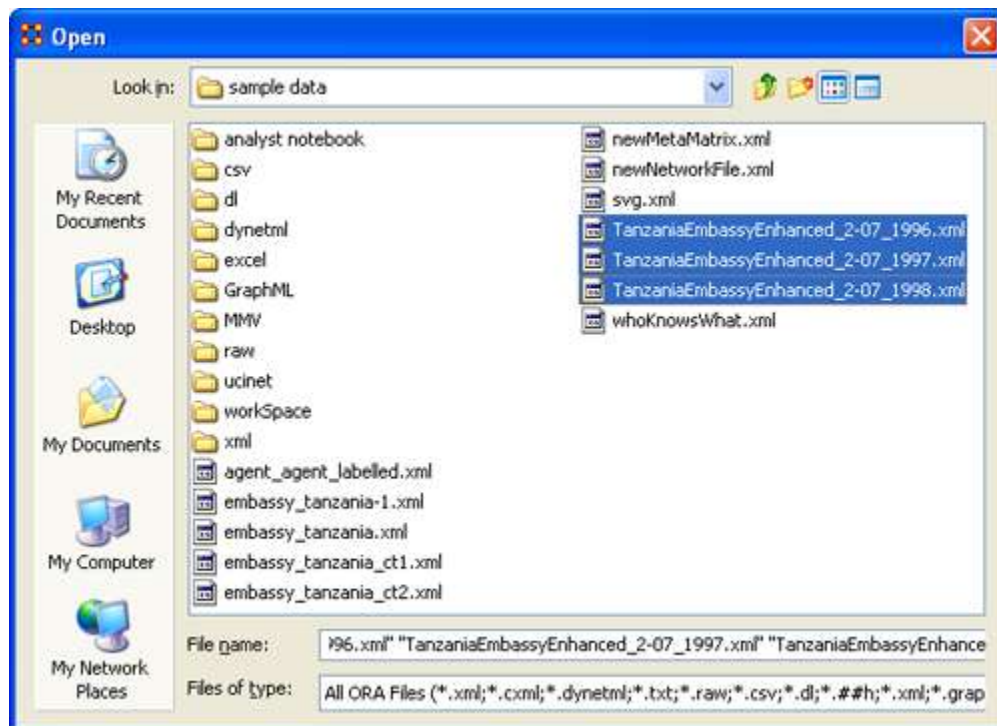 Open
Look in:
sample data
My Recent
Documents
Desktop
My Documents
My Computer
My Network
Places
analyst notebook
csv
dl
dynetml
excel
GraphML
MMV
raw
ucinet
workSpace
xml
agent_agent_labelled.xml
embassy_tanzania-1.xml
embassy_tanzania.xml
embassy_tanzania_ct1.xml
embassy_tanzania_ct2.xml
newMetaMatrix.xml
newNetworkFile.xml
svg.xml
TanzaniaEmbassyEnhanced_2-07_1996.xml
TanzaniaEmbassyEnhanced_2-07_1997.xml
TanzaniaEmbassyEnhanced_2-07_1998.xml
whoKnowsWhat.xml
File name:
96.xml" "TanzaniaEmbassyEnhanced_2-07_1997.xml" "TanzaniaEmbassyEnhance
Files of type:
All ORA Files (*.xml;*.cxml;*.dynetml;*.txt;*.raw;*.csv;*.dl;*.##h;*.xml;*.grap